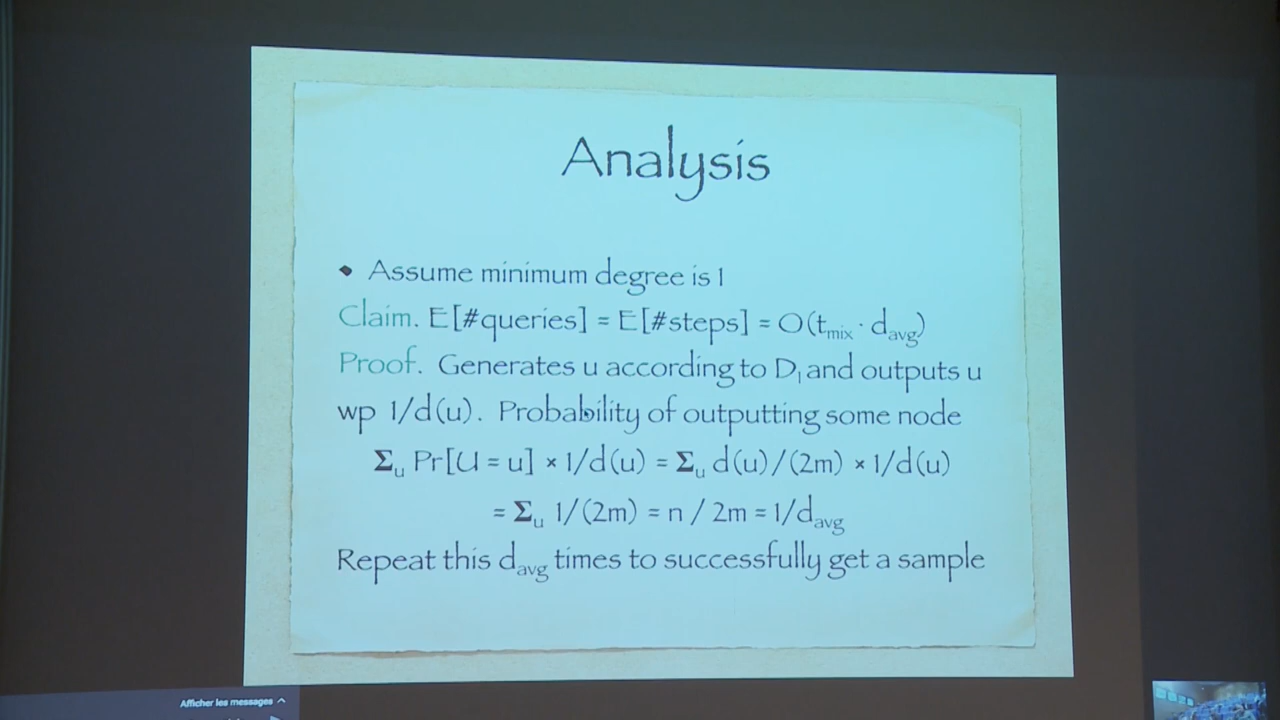 Analysis
Assume minimum degree is 1
Claim. E[#queries] = E[#steps] = O(t_mix · d_avg)
Proof. Generates u according to D_1 and outputs u
wp 1/d(u). Probability of outputting some node
Σ_u Pr[U = u] × 1/d(u) = Σ_u d(u)/(2m) × 1/d(u)
= Σ_u 1/(2m) = n / 2m = 1/d_avg
Repeat this d_avg times to successfully get a sample
Afficher les messages